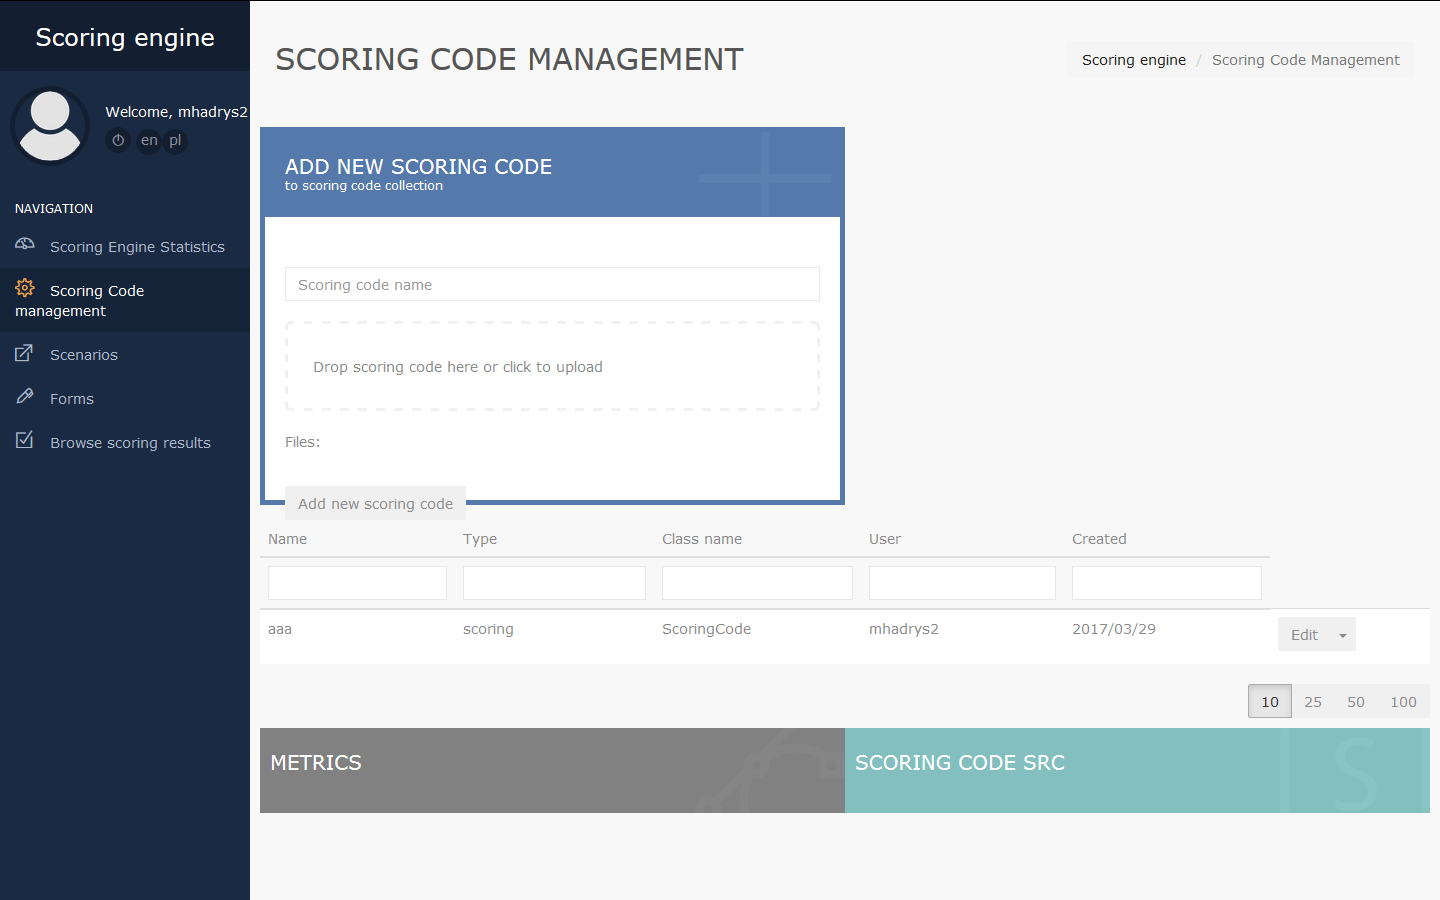 Scoring engine
Welcome, mhadrys2
en pl
NAVIGATION
Scoring Engine Statistics
Scoring Code
management
Scenarios
Forms
Browse scoring results
SCORING CODE MANAGEMENT
Scoring engine / Scoring Code Management
ADD NEW SCORING CODE
to scoring code collection
Scoring code name
Drop scoring code here or click to upload
Files:
Add new scoring code
Name Type Class name User Created
aaa scoring ScoringCode mhadrys2 2017/03/29 Edit
10 25 50 100
METRICS
SCORING CODE SRC
S